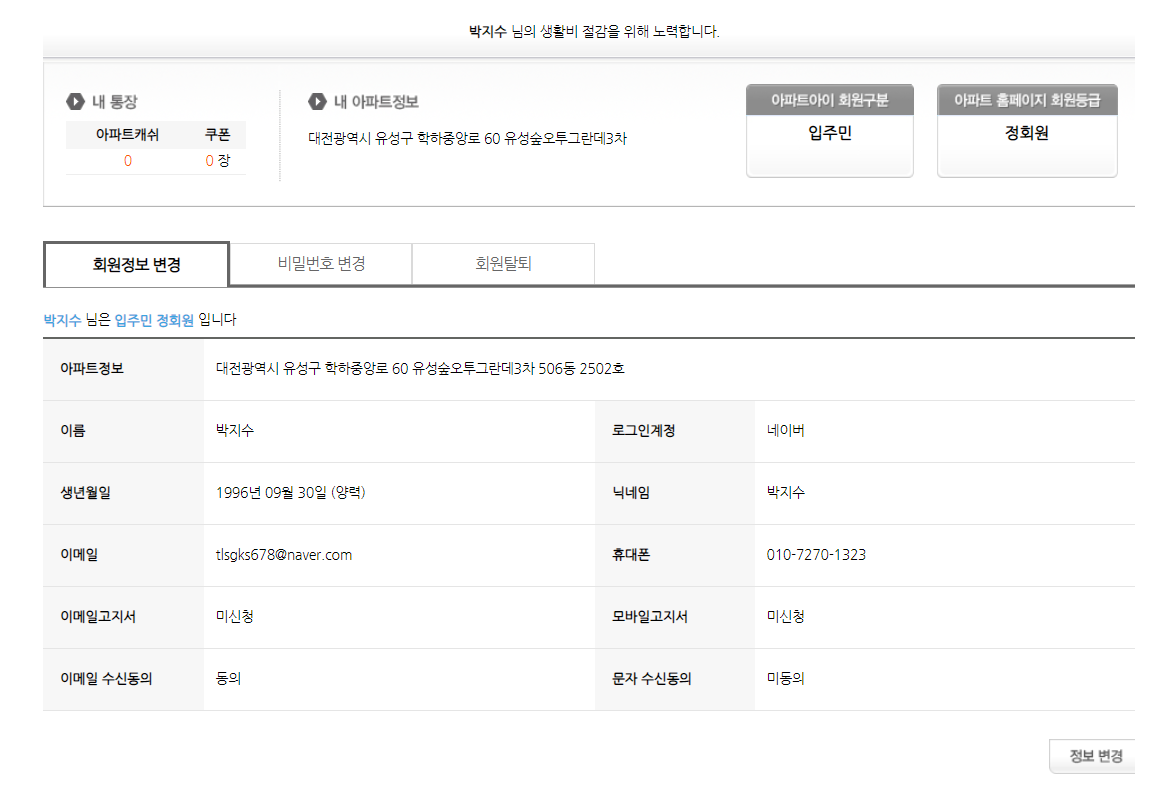 박지수 님의 생활비 절감을 위해 노력합니다.
내 통장
아파트캐쉬 쿠폰
0 0 장
내 아파트정보
대전광역시 유성구 학하중앙로 60 유성숲오투그란데3차
아파트아이 회원구분
입주민
아파트 홈페이지 회원등급
정회원
회원정보 변경 비밀번호 변경 회원탈퇴
박지수 님은 입주민 정회원 입니다
아파트정보 대전광역시 유성구 학하중앙로 60 유성숲오투그란데3차 506동 2502호
이름 박지수 로그인계정 네이버
생년월일 1996년 09월 30일 (양력) 닉네임 박지수
이메일 tlsgks678@naver.com 휴대폰 010-7270-1323
이메일고지서 미신청 모바일고지서 미신청
이메일 수신동의 동의 문자 수신동의 미동의
정보 변경